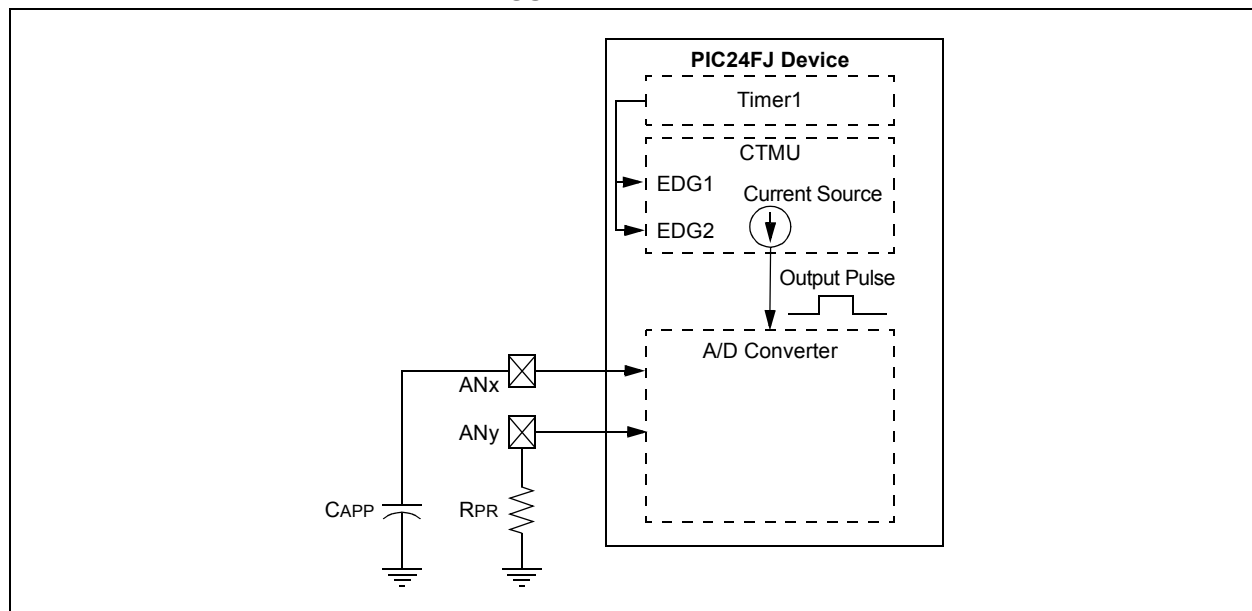 PIC24FJ Device
Timer1
CTMU
EDG1
Current Source
EDG2
Output Pulse
A/D Converter
ANx
ANy
CAPP
RPR